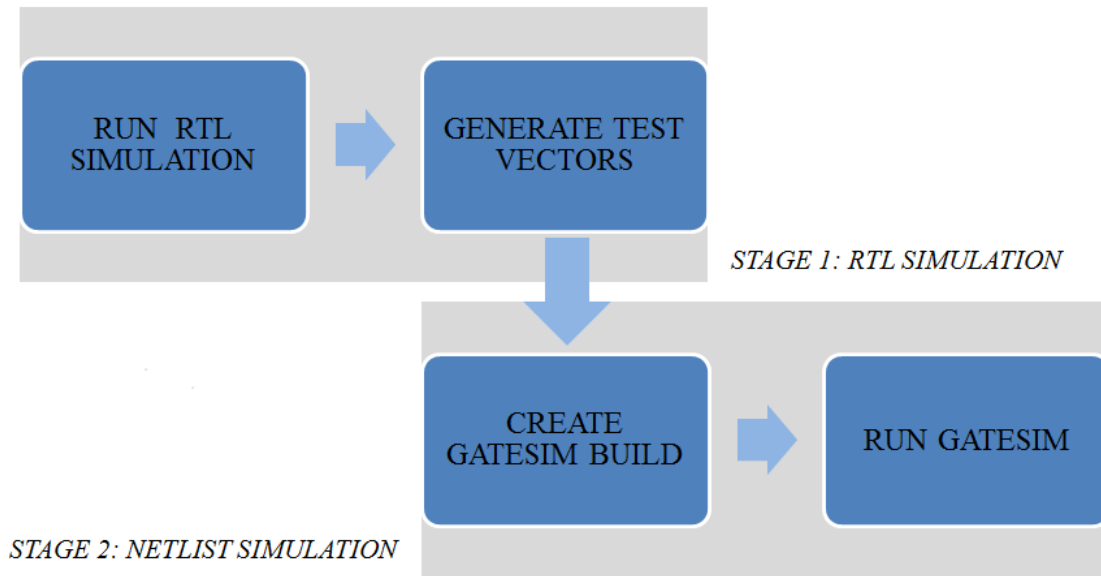 RUN RTL
SIMULATION
GENERATE TEST
VECTORS
STAGE 1: RTL SIMULATION
CREATE
GATESIM BUILD
RUN GATESIM
STAGE 2: NETLIST SIMULATION